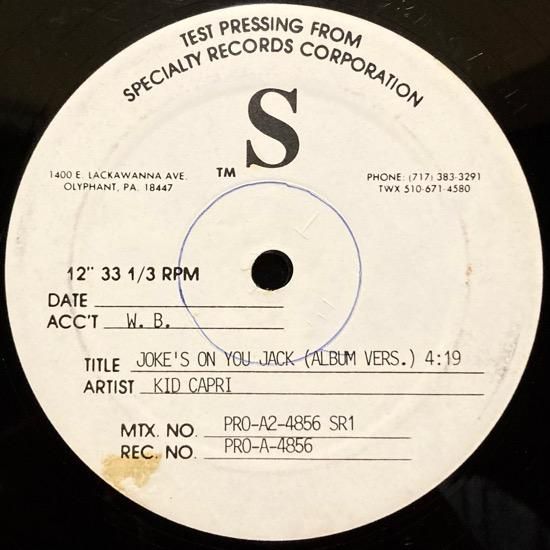 TEST PRESSING FROM
SPECIALTY RECORDS CORPORATION
S
TM
1400 E. LACKAWANNA AVE.
OLYPHANT, PA. 18447
PHONE: (717) 383-3291
TWX 510-671-4580
12" 33 1/3 RPM
DATE
ACC'T W. B.
TITLE JOKE'S ON YOU JACK (ALBUM VERS.) 4:19
ARTIST KID CAPRI
MTX. NO. PRO-A2-4856 SR1
REC. NO. PRO-A-4856